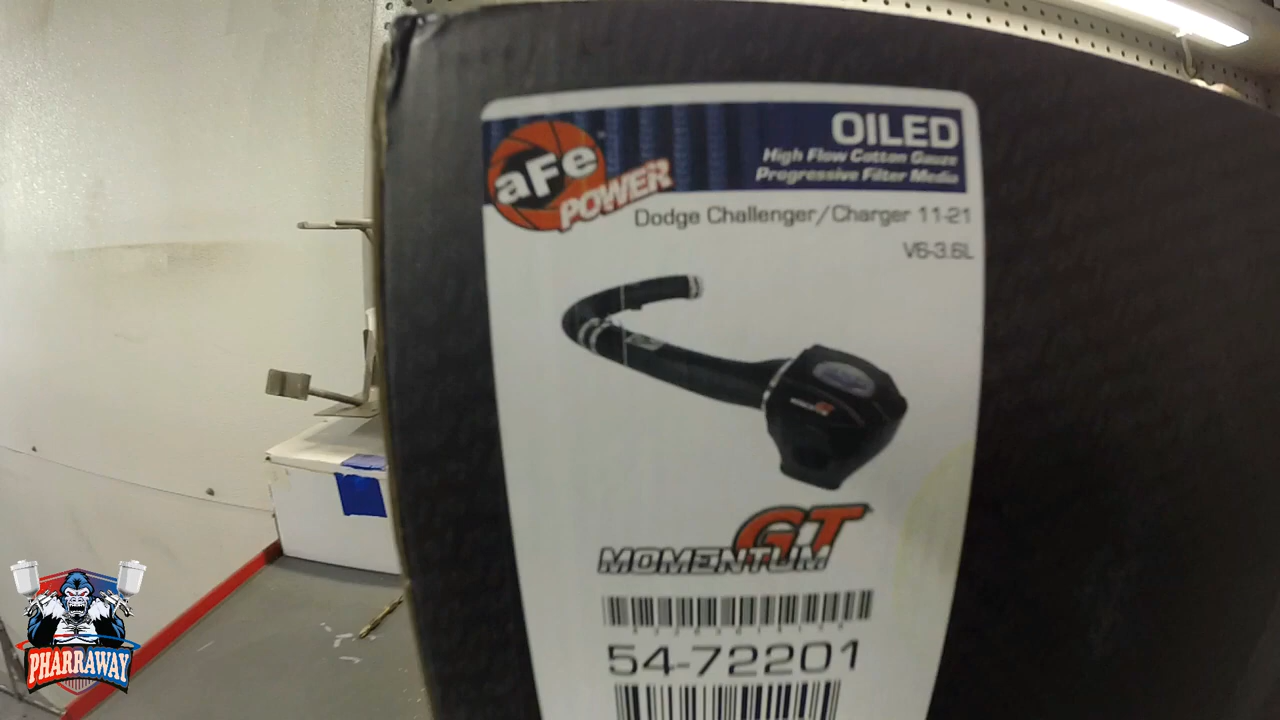 OILED
High Flow Cotton Gauze
Progressive Filter Media
aFe
POWER
Dodge Challenger/Charger 11-21
V6-3.6L
GT
MOMENTUM
54-72201
PHARRAWAY